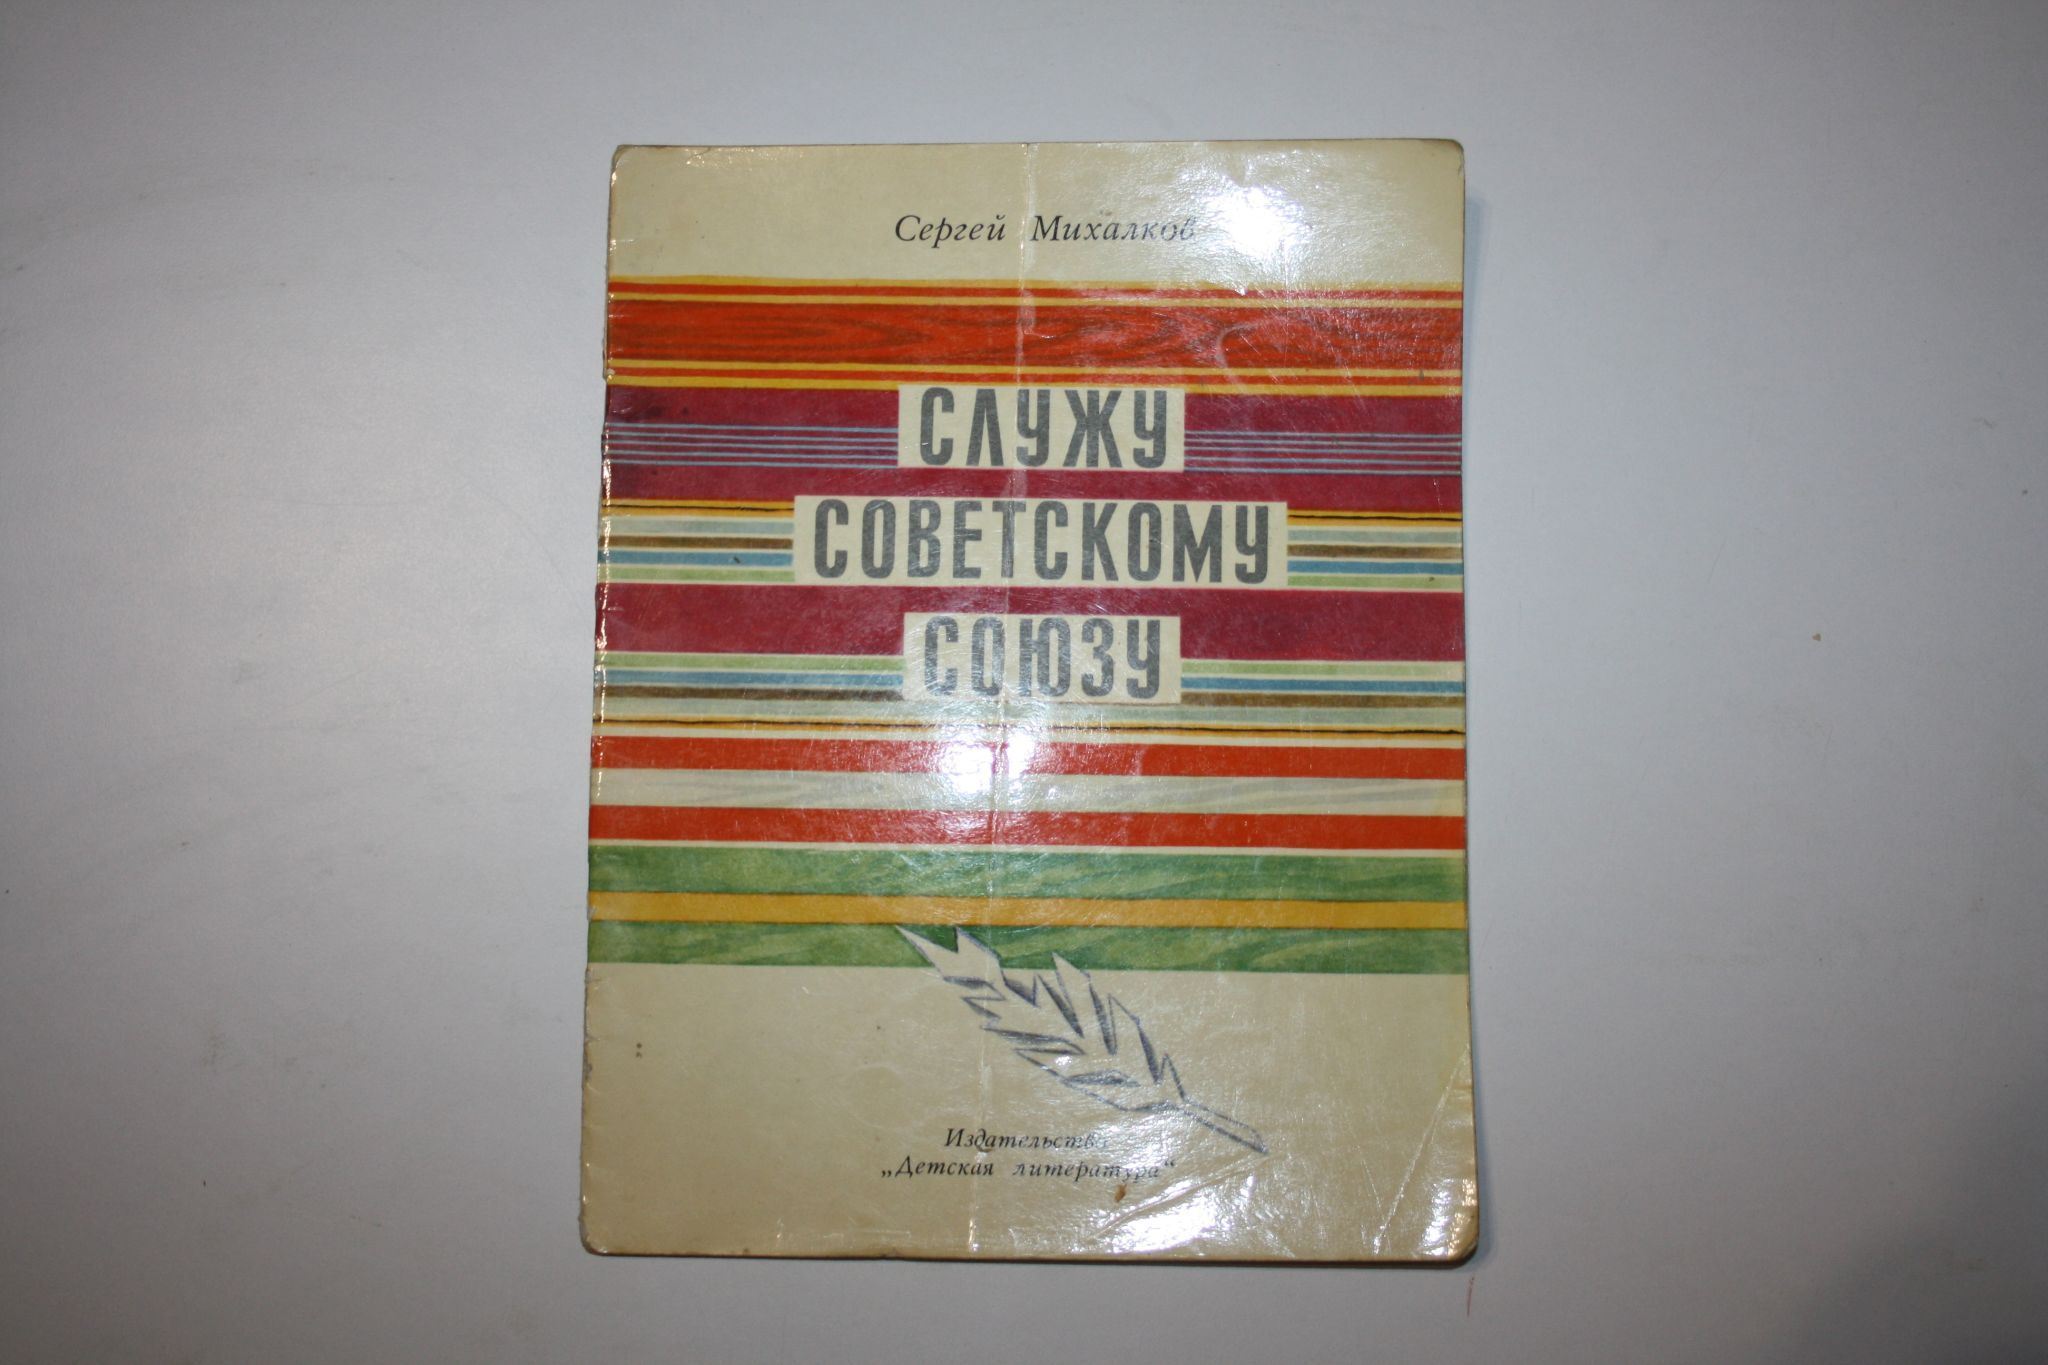 Сергей Михалков
СЛУЖУ
СОВЕТСКОМУ
СОЮЗУ
Издательство
„Детская литература“